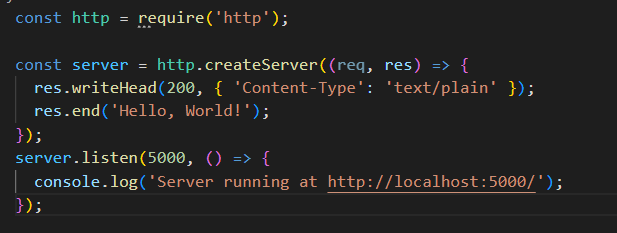 const http = require('http');
const server = http.createServer((req, res) => {
res.writeHead(200, { 'Content-Type': 'text/plain' });
res.end('Hello, World!');
});
server.listen(5000, () => {
console.log('Server running at http://localhost:5000/');
});